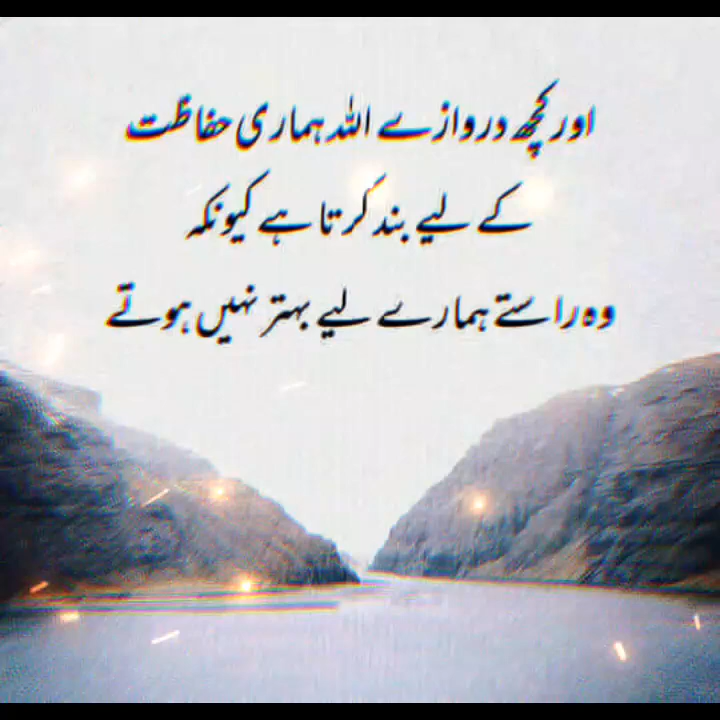 اور کچھ دروازے اللہ ہماری حفاظت
کے لیے بند کرتا ہے کیونکہ
وہ راستے ہمارے لیے بہتر نہیں ہوتے